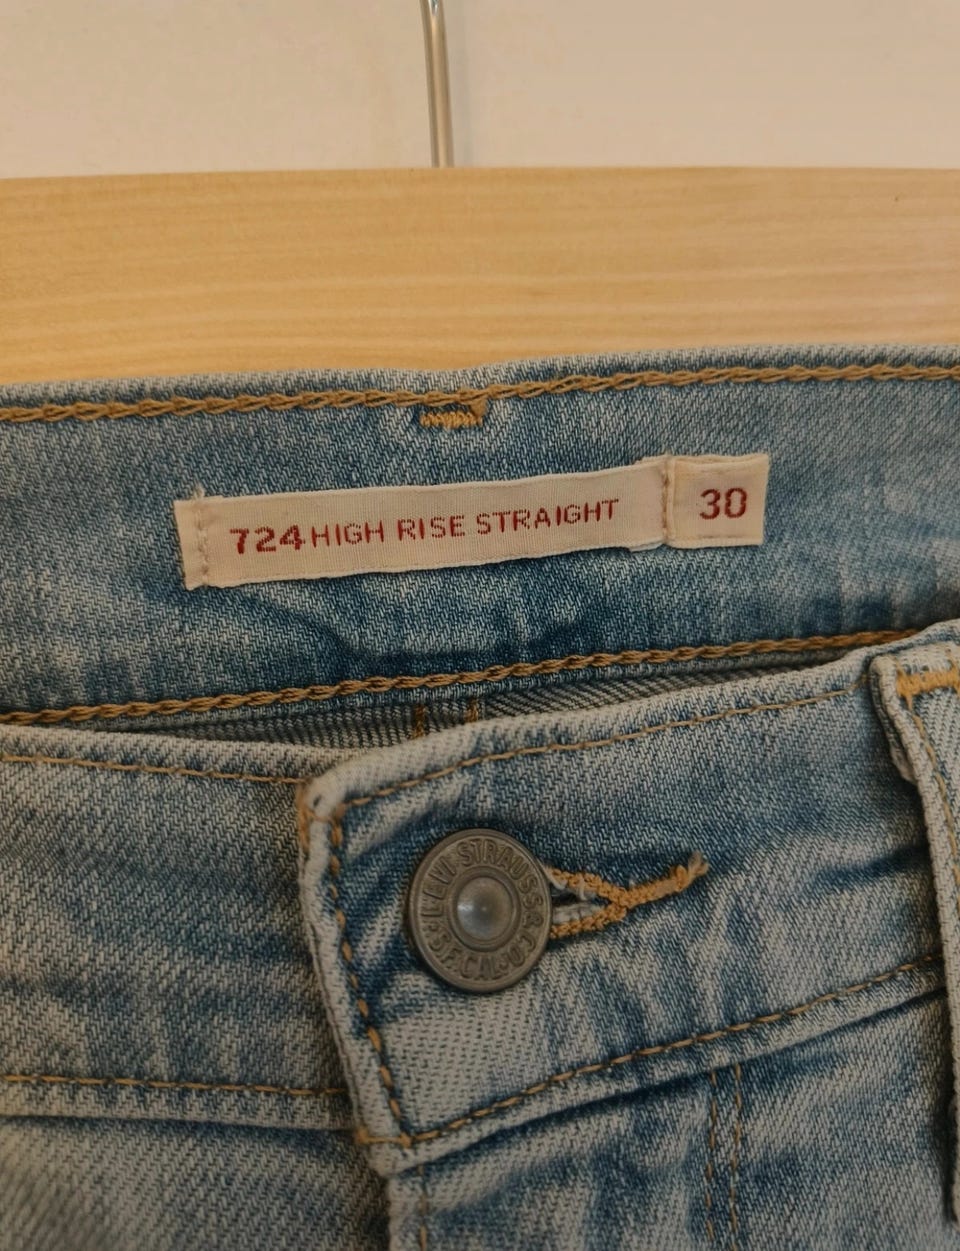 724 HIGH RISE STRAIGHT 30
LEVI STRAUSS & CO.
S.F. CAL.